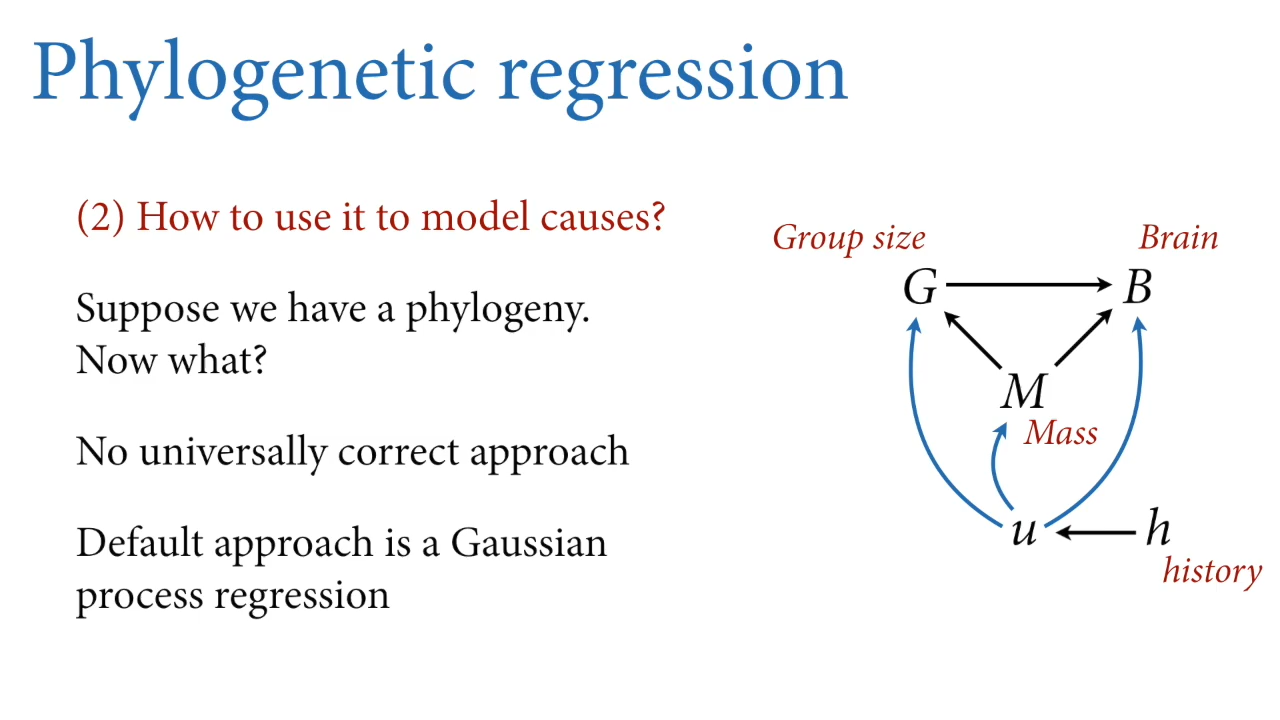 Phylogenetic regression
(2) How to use it to model causes?
Suppose we have a phylogeny.
Now what?
No universally correct approach
Default approach is a Gaussian
process regression
Group size
Brain
G
B
M
Mass
u
h
history